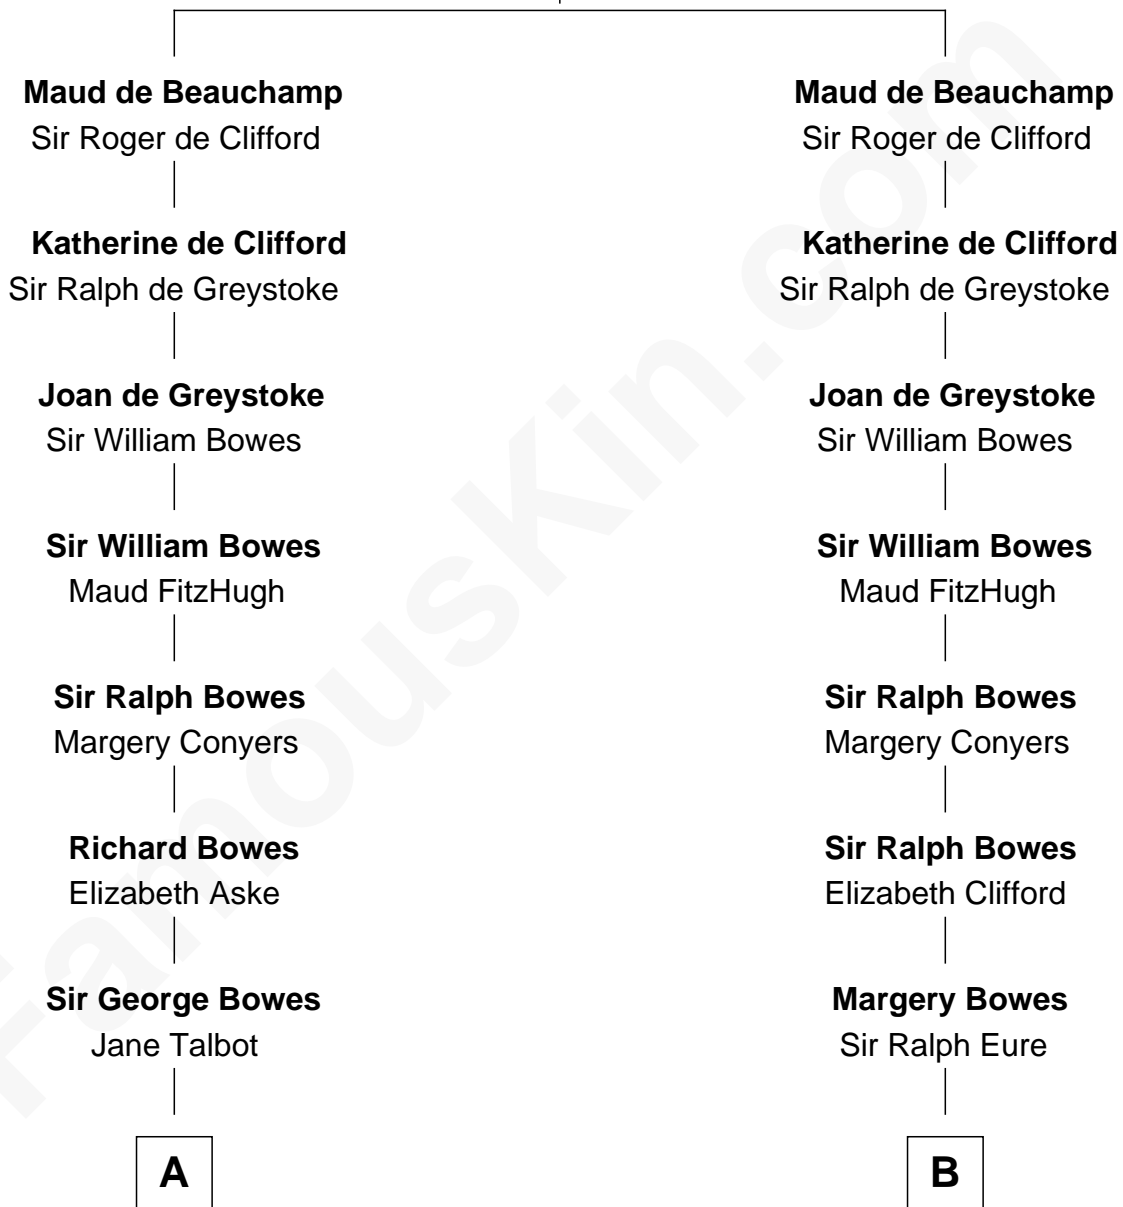 Maud de Beauchamp
Sir Roger de Clifford
Katherine de Clifford
Sir Ralph de Greystoke
Joan de Greystoke
Sir William Bowes
Sir William Bowes
Maud FitzHugh
Sir Ralph Bowes
Margery Conyers
Richard Bowes
Elizabeth Aske
Sir George Bowes
Jane Talbot
A
Maud de Beauchamp
Sir Roger de Clifford
Katherine de Clifford
Sir Ralph de Greystoke
Joan de Greystoke
Sir William Bowes
Sir William Bowes
Maud FitzHugh
Sir Ralph Bowes
Margery Conyers
Sir Ralph Bowes
Elizabeth Clifford
Margery Bowes
Sir Ralph Eure
B
FamousKin.com